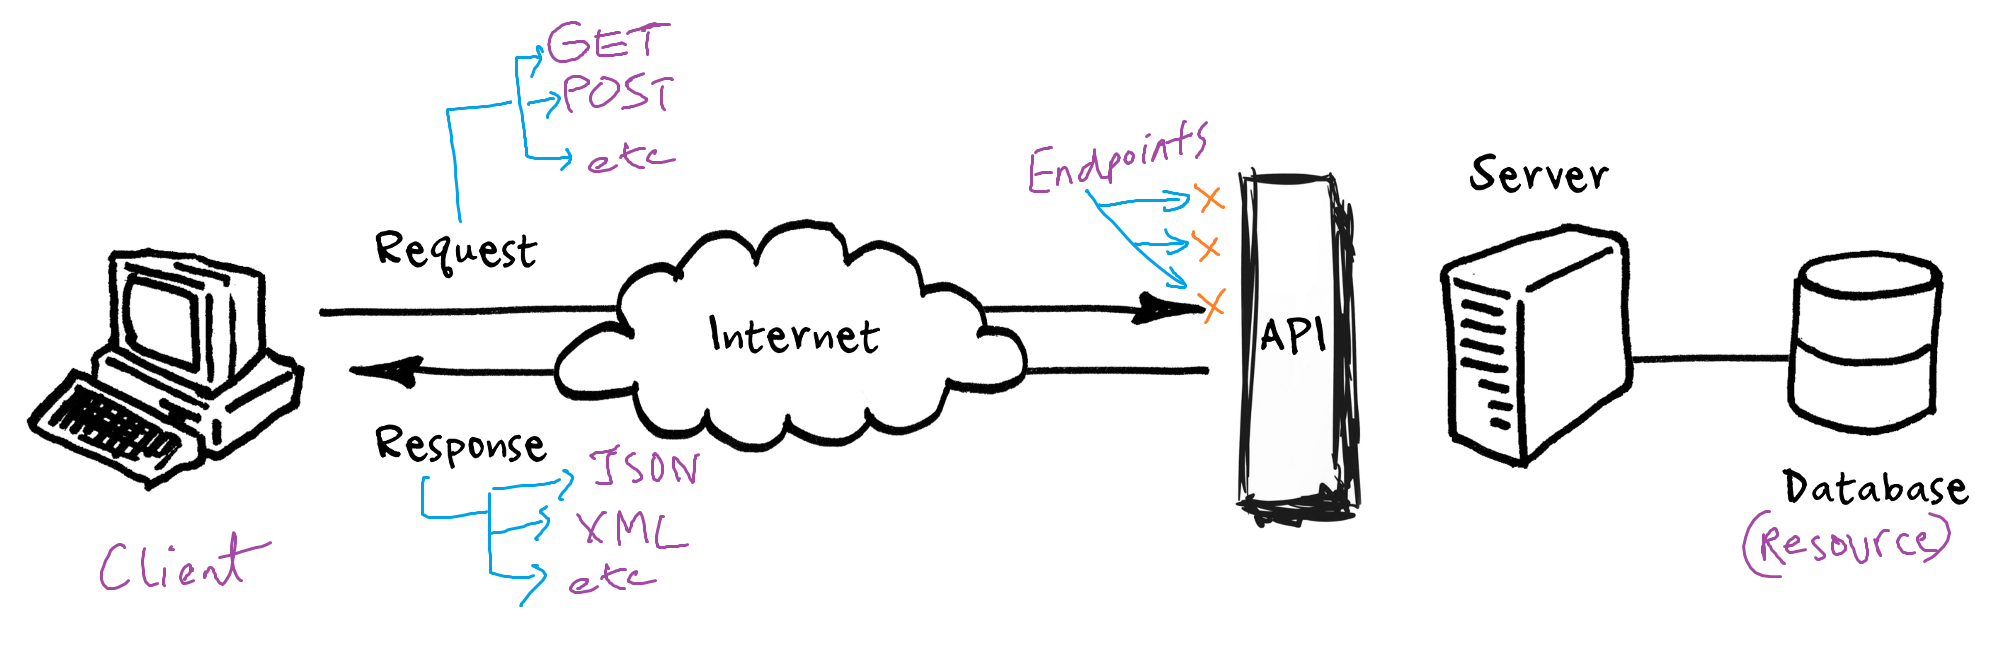 GET
POST
etc
Request
Endpoints
Server
Internet
API
Response
JSON
XML
etc
Client
Database
(Resource)